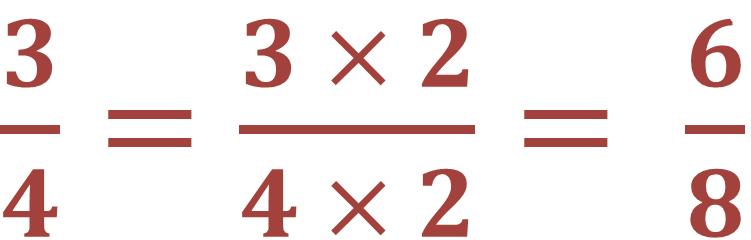 3/4 = (3 × 2)/(4 × 2) = 6/8